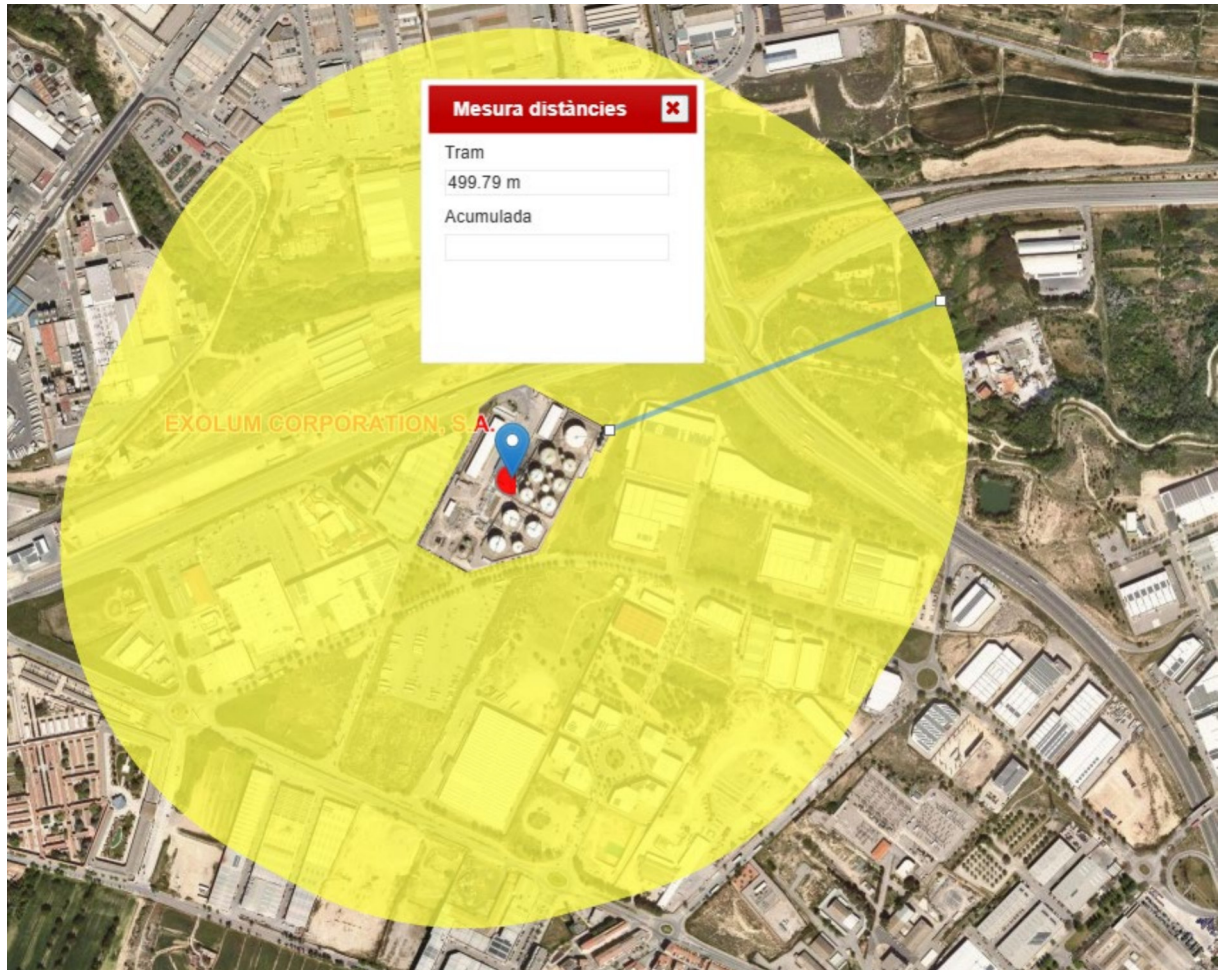 Mesura distàncies
Tram
499.79 m
Acumulada
EXOLUM CORPORATION, S.A.